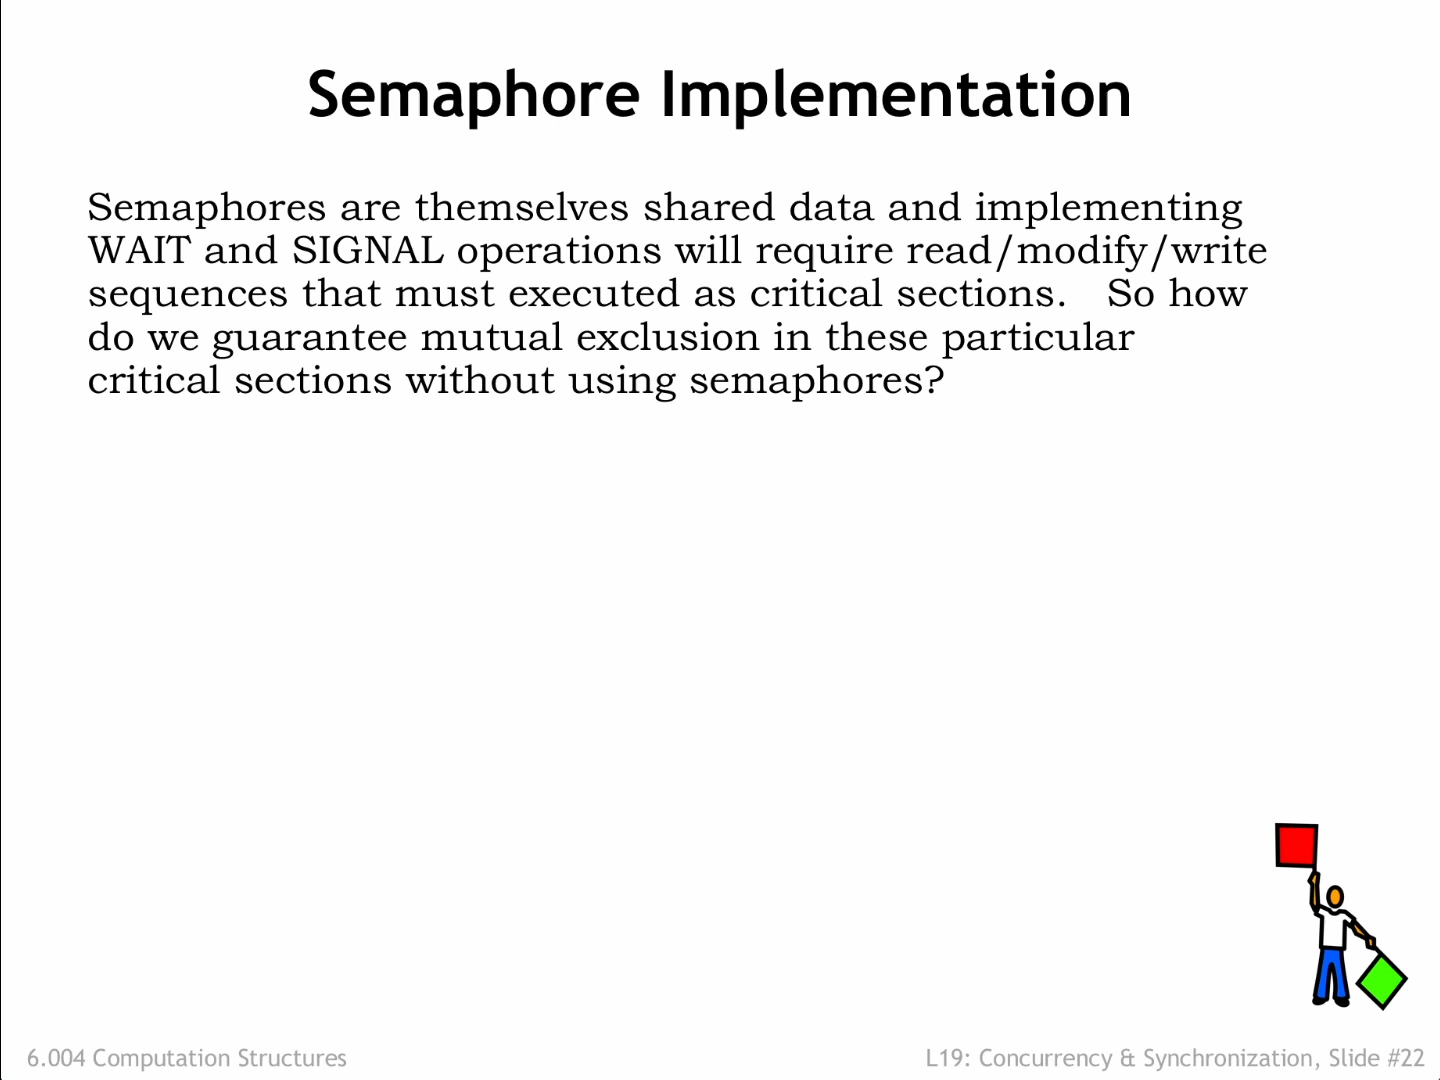 Semaphore Implementation
Semaphores are themselves shared data and implementing
WAIT and SIGNAL operations will require read/modify/write
sequences that must executed as critical sections. So how
do we guarantee mutual exclusion in these particular
critical sections without using semaphores?
6.004 Computation Structures
L19: Concurrency & Synchronization, Slide #22